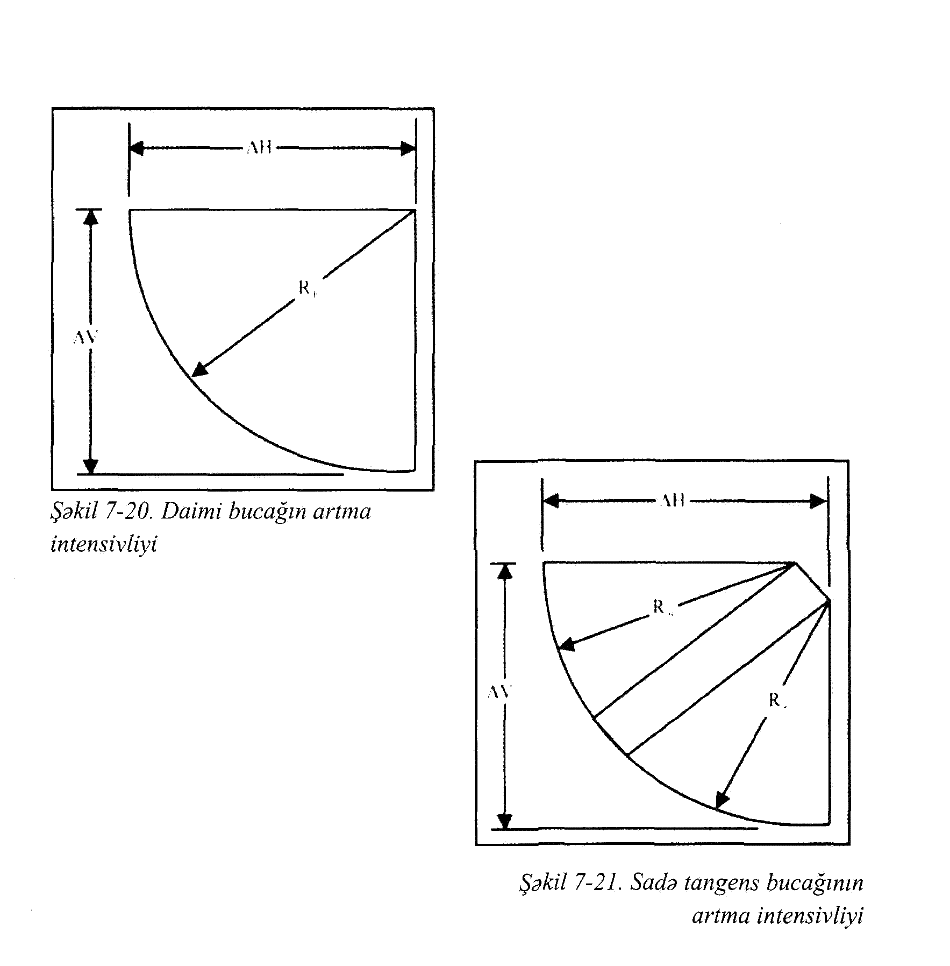 ΔH
R
ΔV
Şəkil 7-20. Daimi bucağın artma
intensivliyi
ΔH
R
ΔV
R
Şəkil 7-21. Sadə tangens bucağının
artma intensivliyi